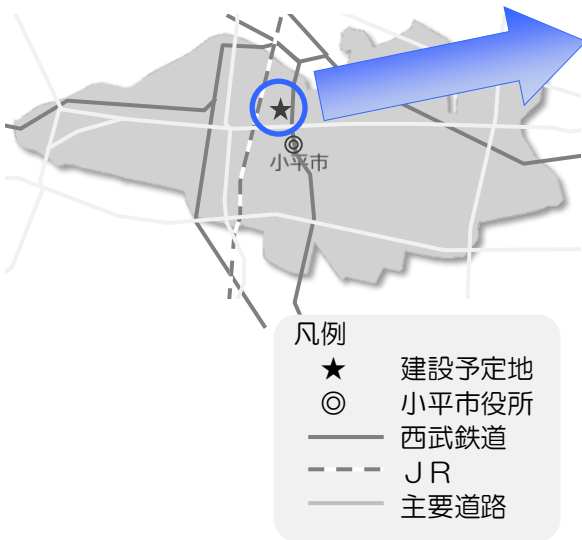 小平市
凡例
★ 建設予定地
◎ 小平市役所
西武鉄道
ＪＲ
主要道路